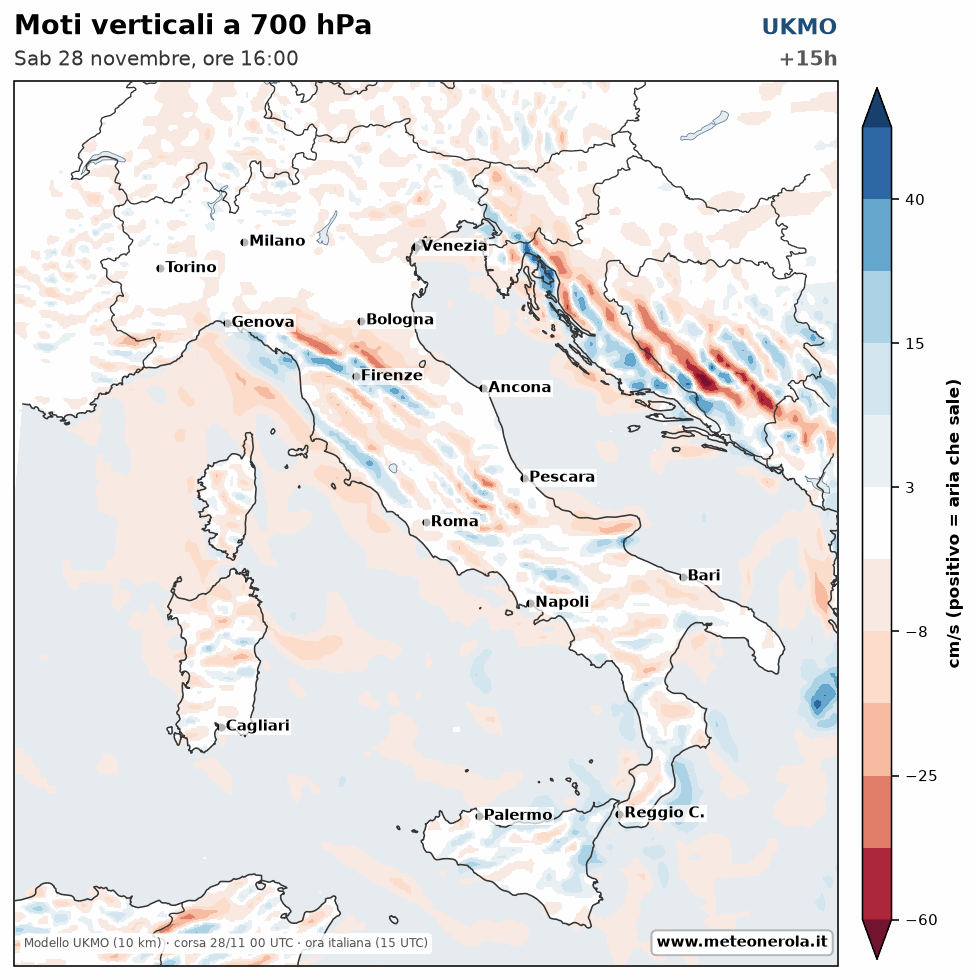 Moti verticali a 700 hPa
UKMO
Sab 28 novembre, ore 16:00
+15h
Milano
Venezia
Torino
Genova
Bologna
Firenze
Ancona
Pescara
Roma
Bari
Napoli
Cagliari
Palermo
Reggio C.
40
15
3
−8
−25
−60
cm/s (positivo = aria che sale)
Modello UKMO (10 km) · corsa 28/11 00 UTC · ora italiana (15 UTC)
www.meteonerola.it